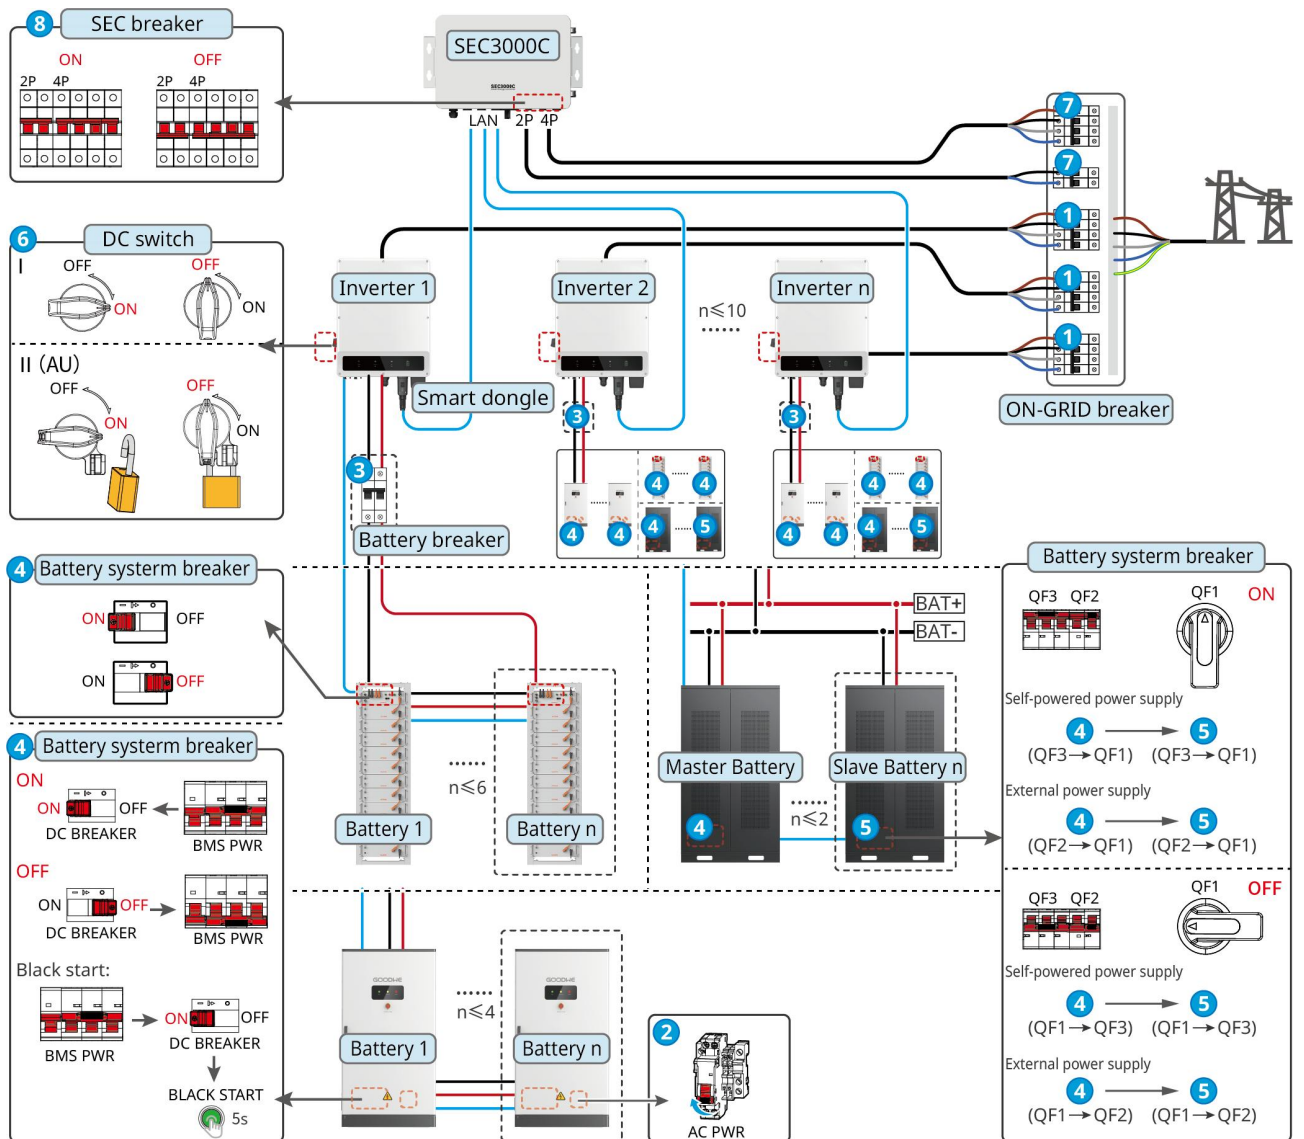 8 SEC breaker
ON OFF
2P 4P 2P 4P
SEC3000C
SEC3000C
LAN 2P 4P
7
7
1
1
1
ON-GRID breaker
6 DC switch
I
OFF ON
OFF ON
II (AU)
OFF ON
OFF ON
Inverter 1
Inverter 2
n≤10
Inverter n
Smart dongle
3
3
3
Battery breaker
4 4
4 4 4 5
4 4
4 4 4 5
4 Battery systerm breaker
ON OFF
ON OFF
4 Battery systerm breaker
ON
ON OFF
DC BREAKER
BMS PWR
OFF
ON OFF
DC BREAKER
BMS PWR
Black start:
BMS PWR
ON OFF
DC BREAKER
BLACK START
5s
Battery 1
n≤6
Battery n
BAT+
BAT-
Master Battery
4
n≤2
Slave Battery n
5
GOODWE
Battery 1
n≤4
GOODWE
Battery n
2
AC PWR
Battery systerm breaker
QF3 QF2 QF1 ON
Self-powered power supply
4 5
(QF3→QF1) (QF3→QF1)
External power supply
4 5
(QF2→QF1) (QF2→QF1)
QF3 QF2 QF1 OFF
Self-powered power supply
4 5
(QF1→QF3) (QF1→QF3)
External power supply
4 5
(QF1→QF2) (QF1→QF2)